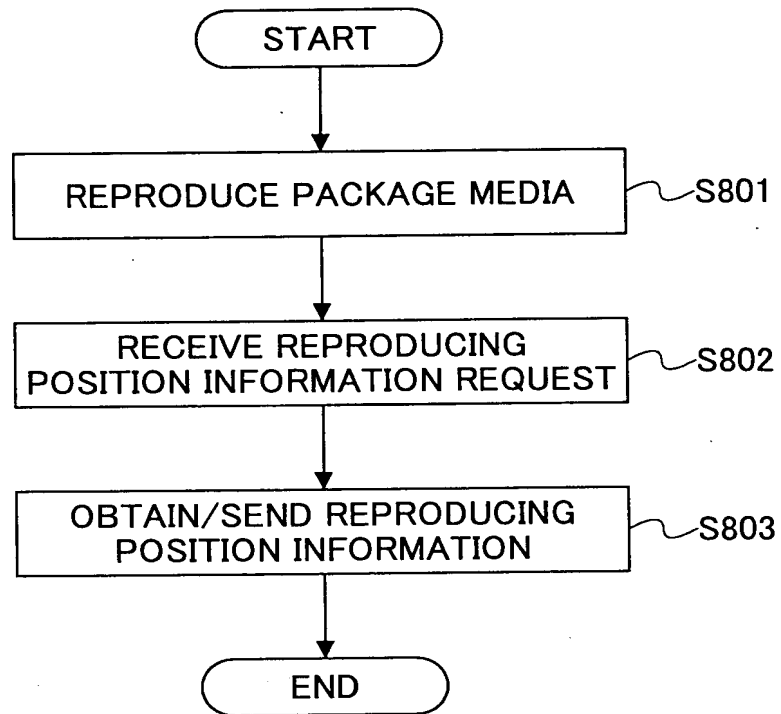 START
REPRODUCE PACKAGE MEDIA
S801
RECEIVE REPRODUCING
POSITION INFORMATION REQUEST
S802
OBTAIN/SEND REPRODUCING
POSITION INFORMATION
S803
END